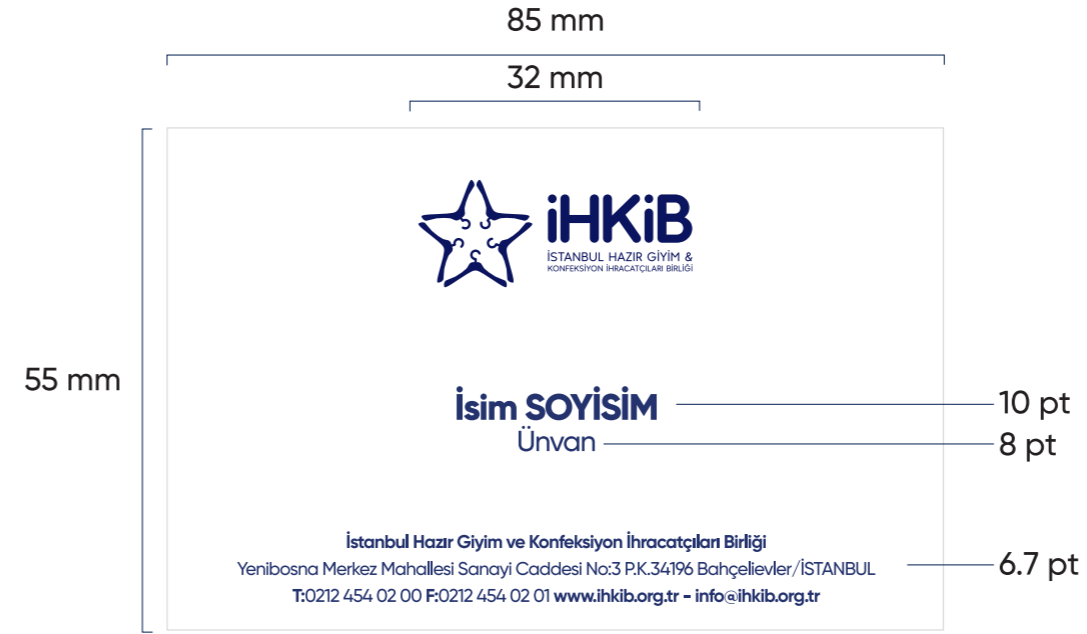 85 mm
32 mm
iHKiB
İSTANBUL HAZIR GİYİM &
KONFEKSİYON İHRACATÇILARI BİRLİĞİ
55 mm
İsim SOYİSİM
10 pt
Ünvan
8 pt
İstanbul Hazır Giyim ve Konfeksiyon İhracatçıları Birliği
Yenibosna Merkez Mahallesi Sanayi Caddesi No:3 P.K.34196 Bahçelievler/İSTANBUL
6.7 pt
T:0212 454 02 00 F:0212 454 02 01 www.ihkib.org.tr - info@ihkib.org.tr